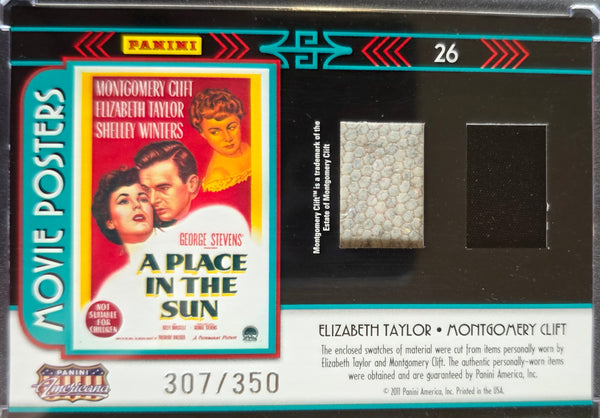 PANINI
26
MOVIE POSTERS
MONTGOMERY CLIFT
ELIZABETH TAYLOR
SHELLEY WINTERS
GEORGE STEVENS'
A PLACE
IN THE
SUN
NOT
SUITABLE FOR
CHILDREN
A Paramount Picture
Montgomery Clift™ is a trademark of the
Estate of Montgomery Clift
PANINI
Americana
307/350
ELIZABETH TAYLOR • MONTGOMERY CLIFT
The enclosed swatches of material were cut from items personally worn by
Elizabeth Taylor and Montgomery Clift. The authentic personally-worn items
were obtained and are guaranteed by Panini America, Inc.
© 2011 Panini America, Inc. Printed in the USA.